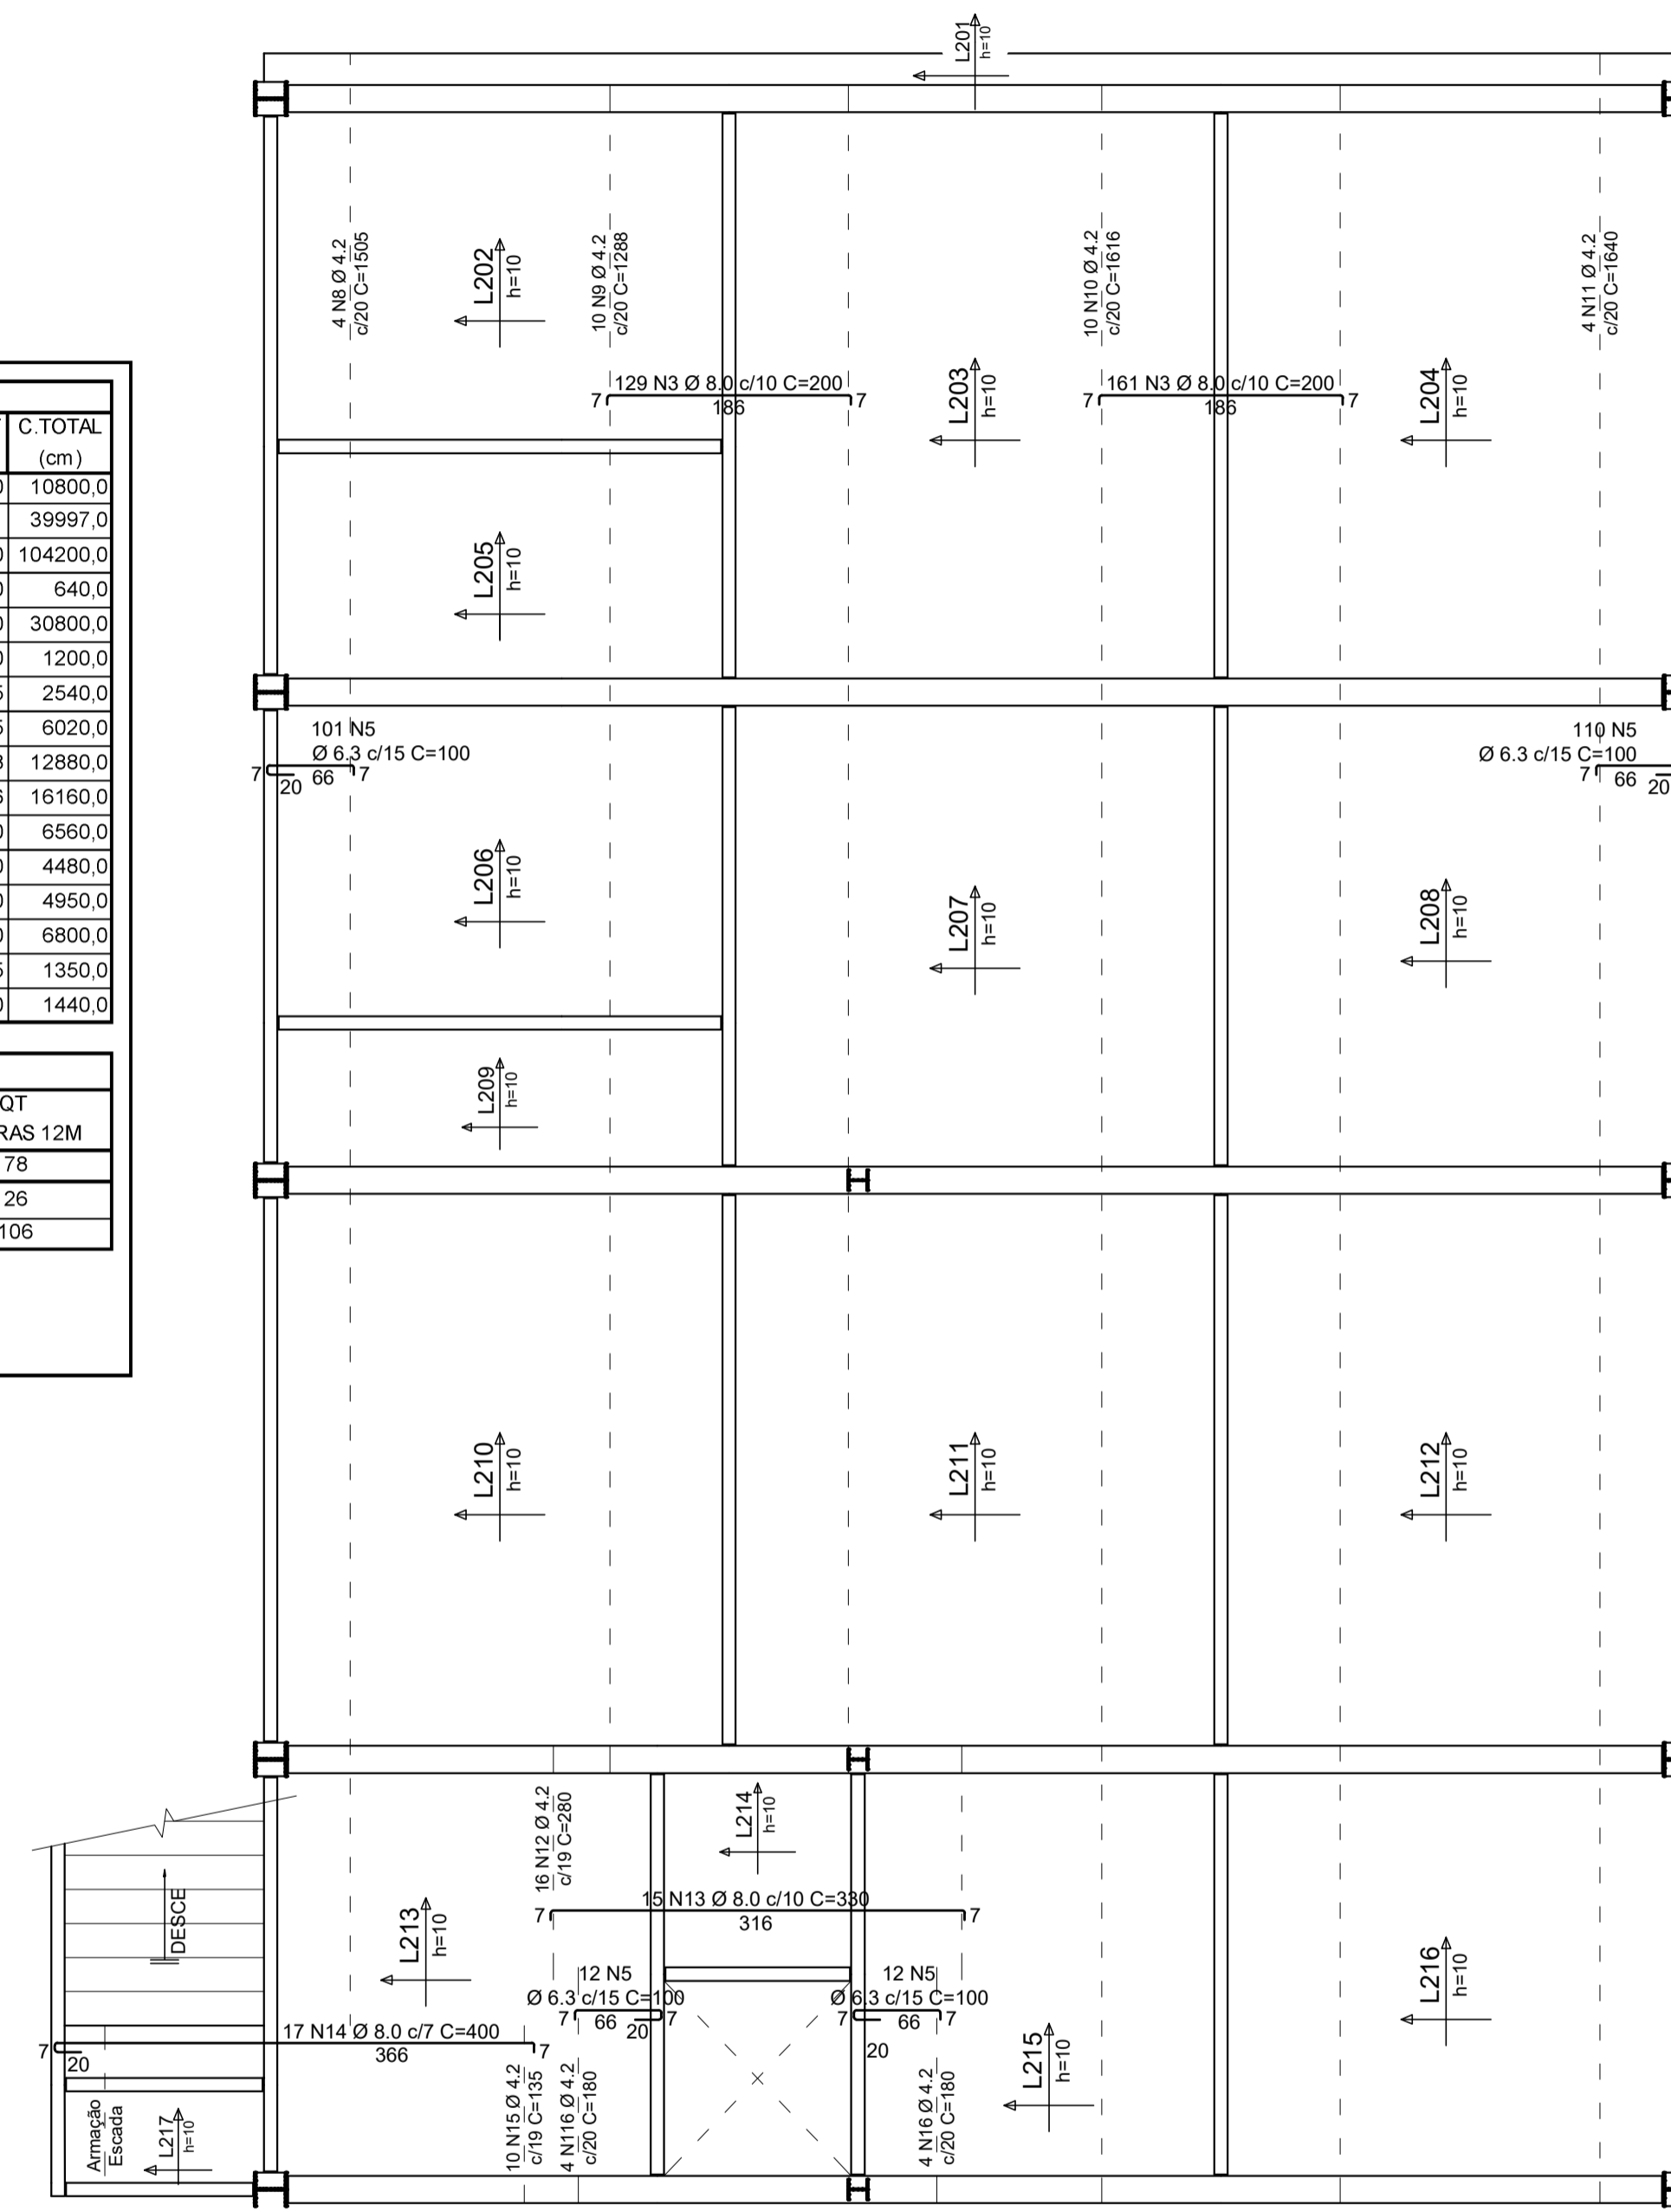 C.TOTAL
(cm)
10800,0
39997,0
104200,0
640,0
30800,0
1200,0
2540,0
6020,0
12880,0
16160,0
6560,0
4480,0
4950,0
6800,0
1350,0
1440,0
QT
RAS 12M
78
26
106
L201
h=10
4 N8 Ø 4.2
c/20 C=1505
L202
h=10
10 N9 Ø 4.2
c/20 C=1288
10 N10 Ø 4.2
c/20 C=1616
4 N11 Ø 4.2
c/20 C=1640
129 N3 Ø 8.0 c/10 C=200
7
186
7
L203
h=10
161 N3 Ø 8.0 c/10 C=200
7
186
7
L204
h=10
L205
h=10
101 N5
Ø 6.3 c/15 C=100
7
20
66
7
110 N5
Ø 6.3 c/15 C=100
7
66
20
L206
h=10
L207
h=10
L208
h=10
L209
h=10
L210
h=10
L211
h=10
L212
h=10
16 N12 Ø 4.2
c/19 C=280
L214
h=10
15 N13 Ø 8.0 c/10 C=330
7
316
7
DESCE
L213
h=10
L216
h=10
12 N5
Ø 6.3 c/15 C=100
7
66
20
7
12 N5
Ø 6.3 c/15 C=100
7
20
66
7
17 N14 Ø 8.0 c/7 C=400
7
20
366
7
L215
h=10
10 N15 Ø 4.2
c/19 C=135
4 N116 Ø 4.2
c/20 C=180
4 N16 Ø 4.2
c/20 C=180
Armação
Escada
L217
h=10